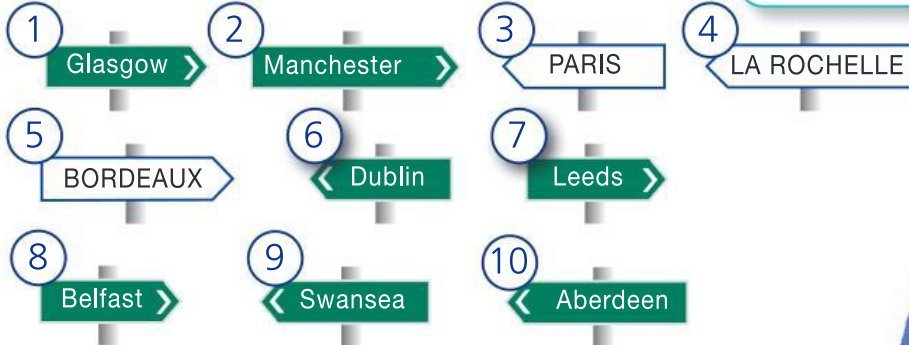 1 Glasgow
2 Manchester
3 PARIS
4 LA ROCHELLE
5 BORDEAUX
6 Dublin
7 Leeds
8 Belfast
9 Swansea
10 Aberdeen